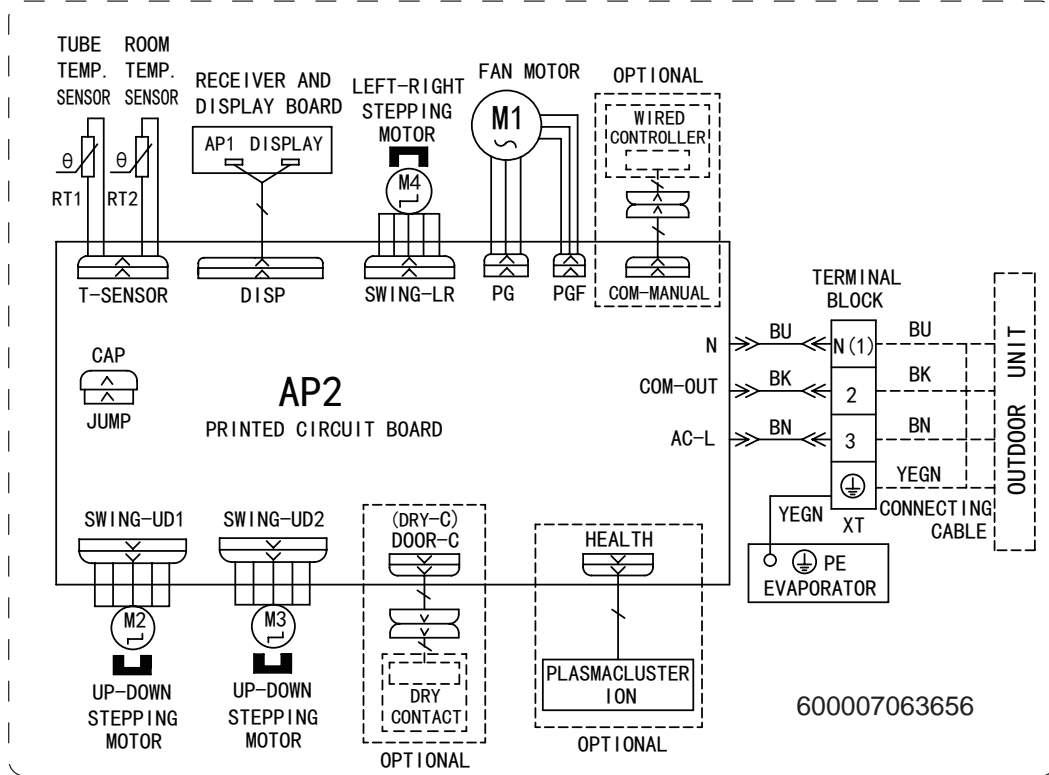 TUBE
TEMP.
SENSOR
ROOM
TEMP.
SENSOR
RECEIVER AND
DISPLAY BOARD
LEFT-RIGHT
STEPPING
MOTOR
FAN MOTOR
OPTIONAL
WIRED
CONTROLLER
AP1 DISPLAY
M1
M4
θ
θ
RT1
RT2
T-SENSOR
DISP
SWING-LR
PG
PGF
COM-MANUAL
TERMINAL
BLOCK
CAP
JUMP
AP2
PRINTED CIRCUIT BOARD
N
BU
N(1)
BU
COM-OUT
BK
2
BK
AC-L
BN
3
BN
YEGN
YEGN
XT
CONNECTING
CABLE
OUTDOOR UNIT
PE
EVAPORATOR
SWING-UD1
SWING-UD2
(DRY-C)
DOOR-C
HEALTH
M2
M3
UP-DOWN
STEPPING
MOTOR
UP-DOWN
STEPPING
MOTOR
DRY
CONTACT
OPTIONAL
PLASMACLUSTER
ION
OPTIONAL
600007063656